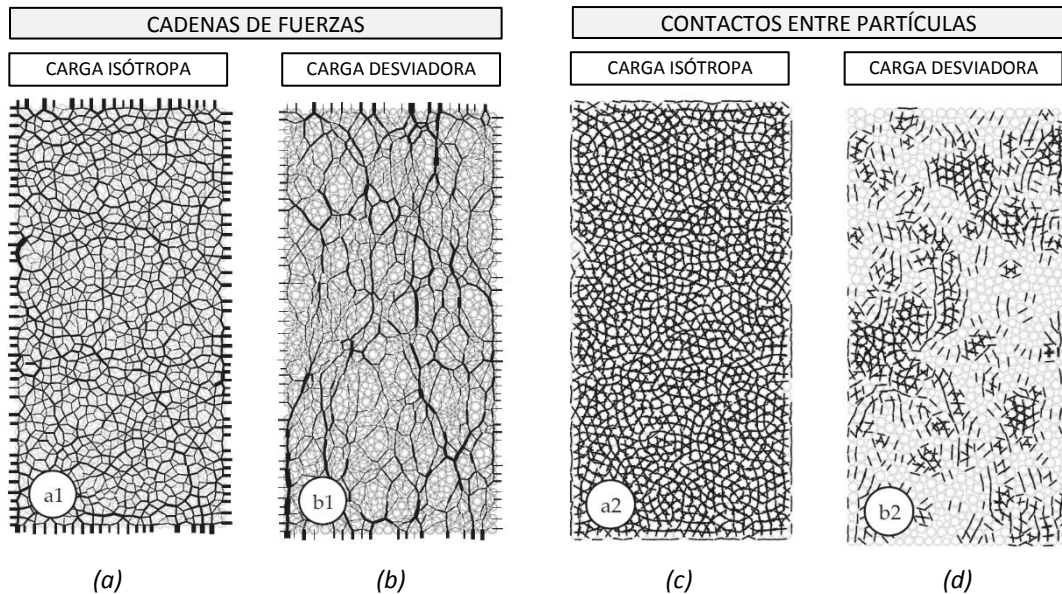 CADENAS DE FUERZAS
CONTACTOS ENTRE PARTÍCULAS
CARGA ISÓTROPA
CARGA DESVIADORA
CARGA ISÓTROPA
CARGA DESVIADORA
a1
b1
a2
b2
(a)
(b)
(c)
(d)